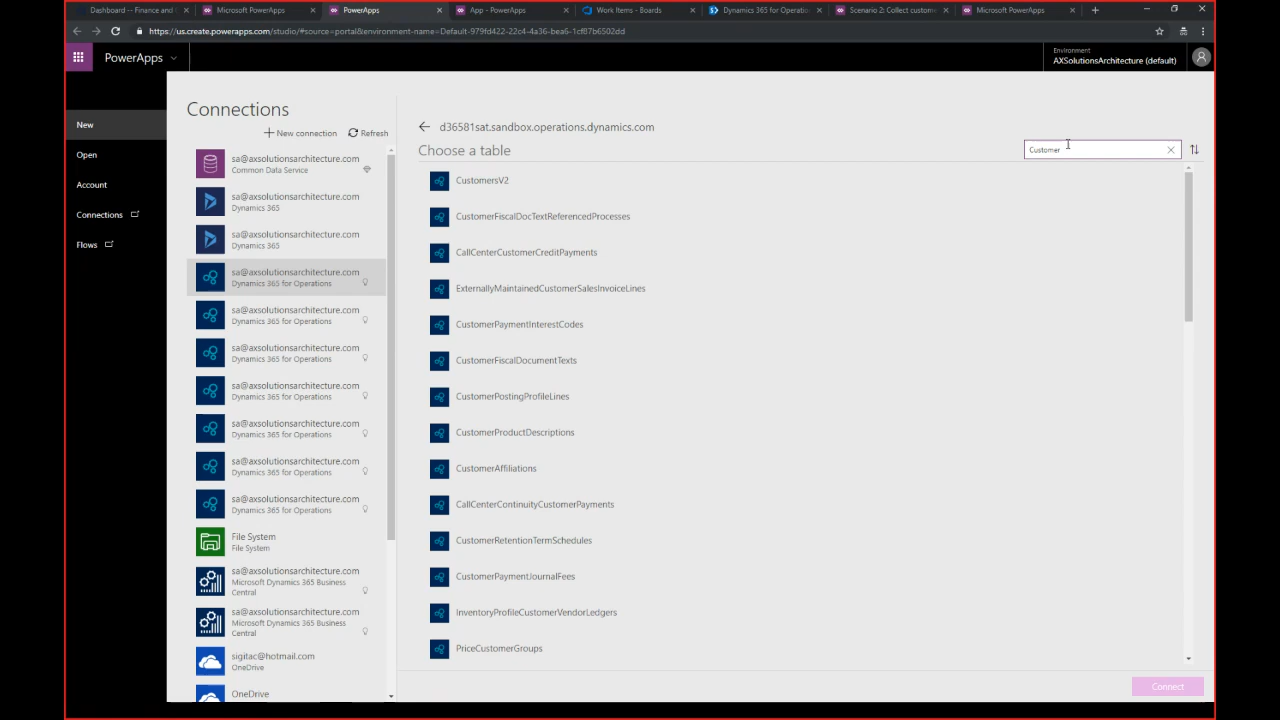 Dashboard -- Finance and
Microsoft PowerApps
PowerApps
App - PowerApps
Work Items - Boards
Dynamics 365 for Operatio
Scenario 2: Collect custome
Microsoft PowerApps
https://us.create.powerapps.com/studio/#source=portal&environment-name=Default-979fd422-22c4-4a36-bea6-1cf87b6502dd
PowerApps
Environment
AXSolutionsArchitecture (default)
New
Open
Account
Connections
Flows
Connections
New connection
Refresh
sa@axsolutionsarchitecture.com
Common Data Service
sa@axsolutionsarchitecture.com
Dynamics 365
sa@axsolutionsarchitecture.com
Dynamics 365
sa@axsolutionsarchitecture.com
Dynamics 365 for Operations
sa@axsolutionsarchitecture.com
Dynamics 365 for Operations
sa@axsolutionsarchitecture.com
Dynamics 365 for Operations
sa@axsolutionsarchitecture.com
Dynamics 365 for Operations
sa@axsolutionsarchitecture.com
Dynamics 365 for Operations
sa@axsolutionsarchitecture.com
Dynamics 365 for Operations
sa@axsolutionsarchitecture.com
Dynamics 365 for Operations
File System
File System
sa@axsolutionsarchitecture.com
Microsoft Dynamics 365 Business
Central
sa@axsolutionsarchitecture.com
Microsoft Dynamics 365 Business
Central
sigitac@hotmail.com
OneDrive
OneDrive
d36581sat.sandbox.operations.dynamics.com
Choose a table
Customer
CustomersV2
CustomerFiscalDocTextReferencedProcesses
CallCenterCustomerCreditPayments
ExternallyMaintainedCustomerSalesInvoiceLines
CustomerPaymentInterestCodes
CustomerFiscalDocumentTexts
CustomerPostingProfileLines
CustomerProductDescriptions
CustomerAffiliations
CallCenterContinuityCustomerPayments
CustomerRetentionTermSchedules
CustomerPaymentJournalFees
InventoryProfileCustomerVendorLedgers
PriceCustomerGroups
Connect